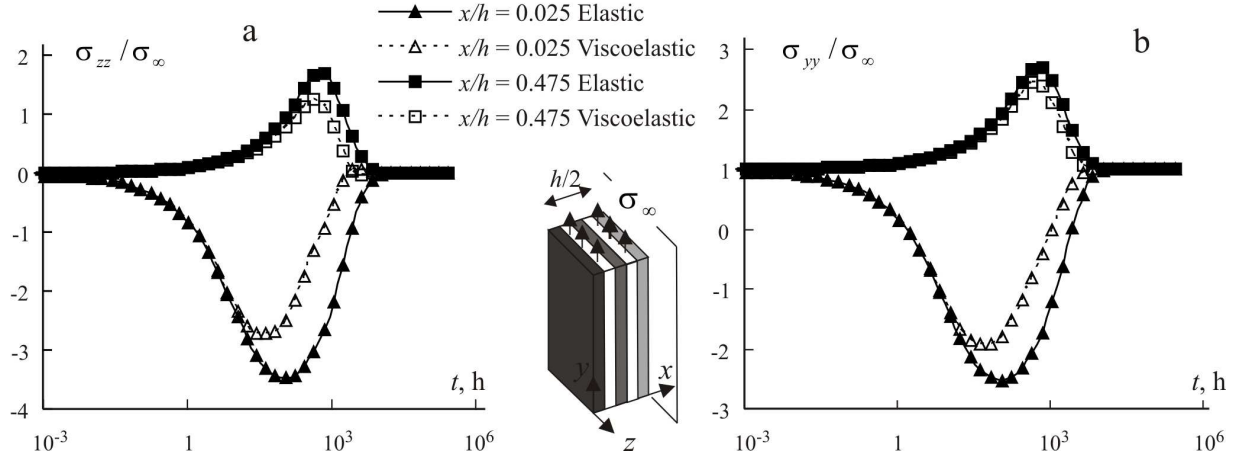 a
σzz/σ∞
x/h = 0.025 Elastic
x/h = 0.025 Viscoelastic
x/h = 0.475 Elastic
x/h = 0.475 Viscoelastic
b
σyy/σ∞
2
1
0
-1
-2
-3
-4
t, h
10⁻³
1
10³
10⁶
h/2
σ∞
y
x
z
3
2
1
0
-1
-2
-3
t, h
10⁻³
1
10³
10⁶